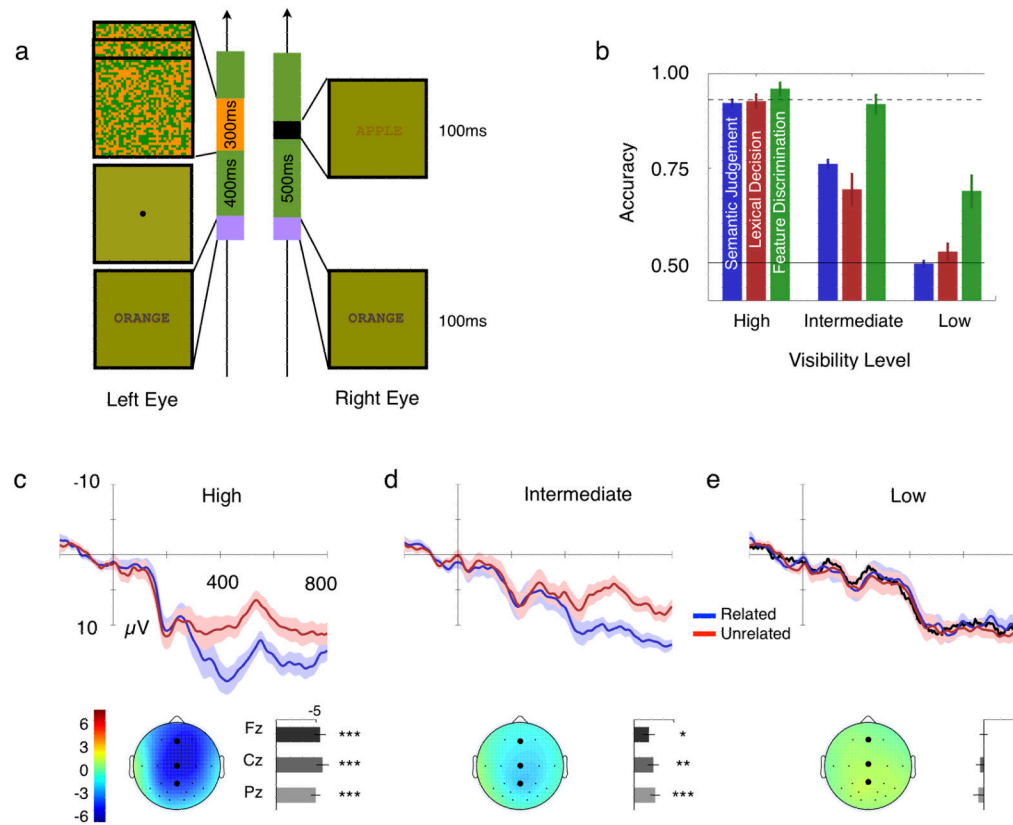 a
300ms
400ms
500ms
APPLE
100ms
ORANGE
ORANGE
100ms
Left Eye
Right Eye
b
1.00
0.75
0.50
Accuracy
Semantic Judgement
Lexical Decision
Feature Discrimination
High
Intermediate
Low
Visibility Level
c
-10
High
400
800
10
µV
d
Intermediate
e
Low
Related
Unrelated
6
3
0
-3
-6
-5
Fz
***
Cz
***
Pz
***
*
**
***